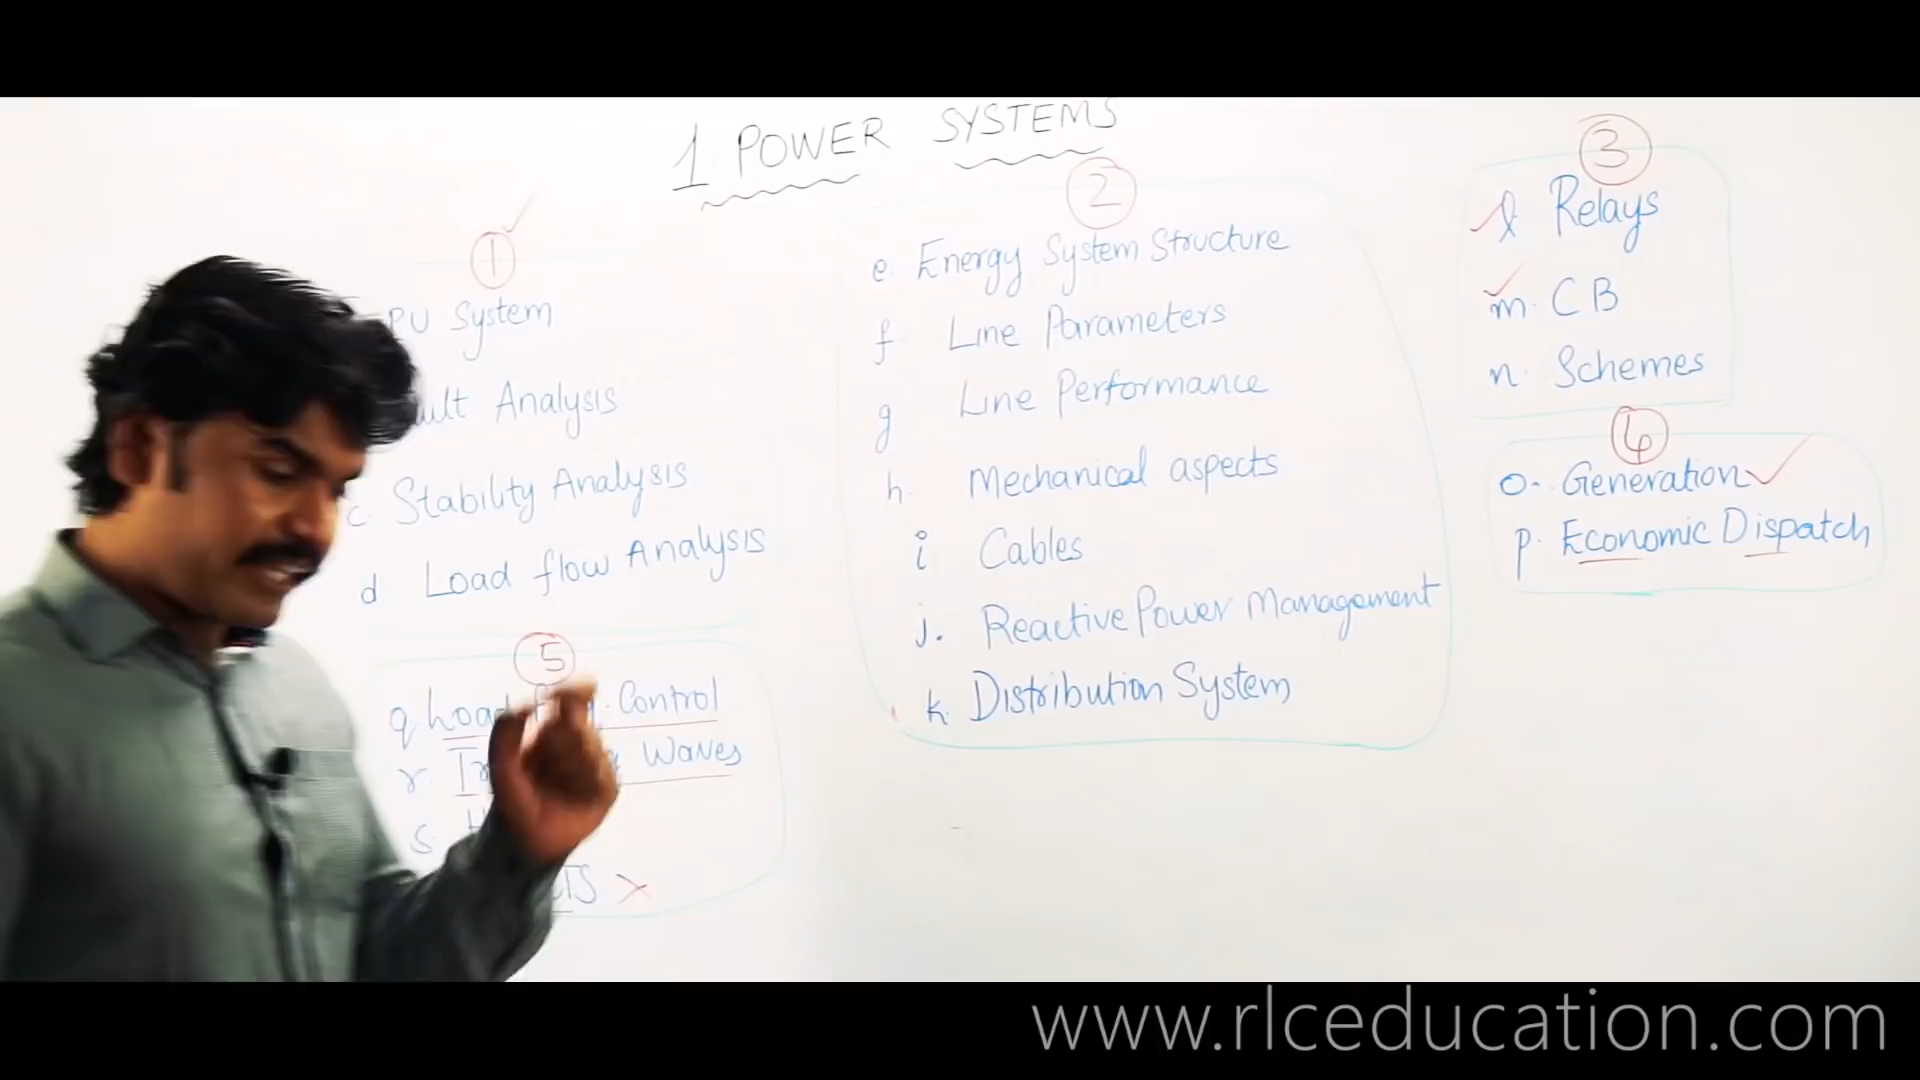 1. POWER SYSTEMS
1
PU System
Analysis
c Stability Analysis
d Load flow Analysis
5
q Control
r. Waves
s.
2
e Energy System Structure
f. Line Parameters
g. Line Performance
h. Mechanical aspects
i Cables
j. Reactive Power Management
k. Distribution System
3
l. Relays
m. CB
n. Schemes
4
o. Generation
p. Economic Dispatch
www.rlceducation.com